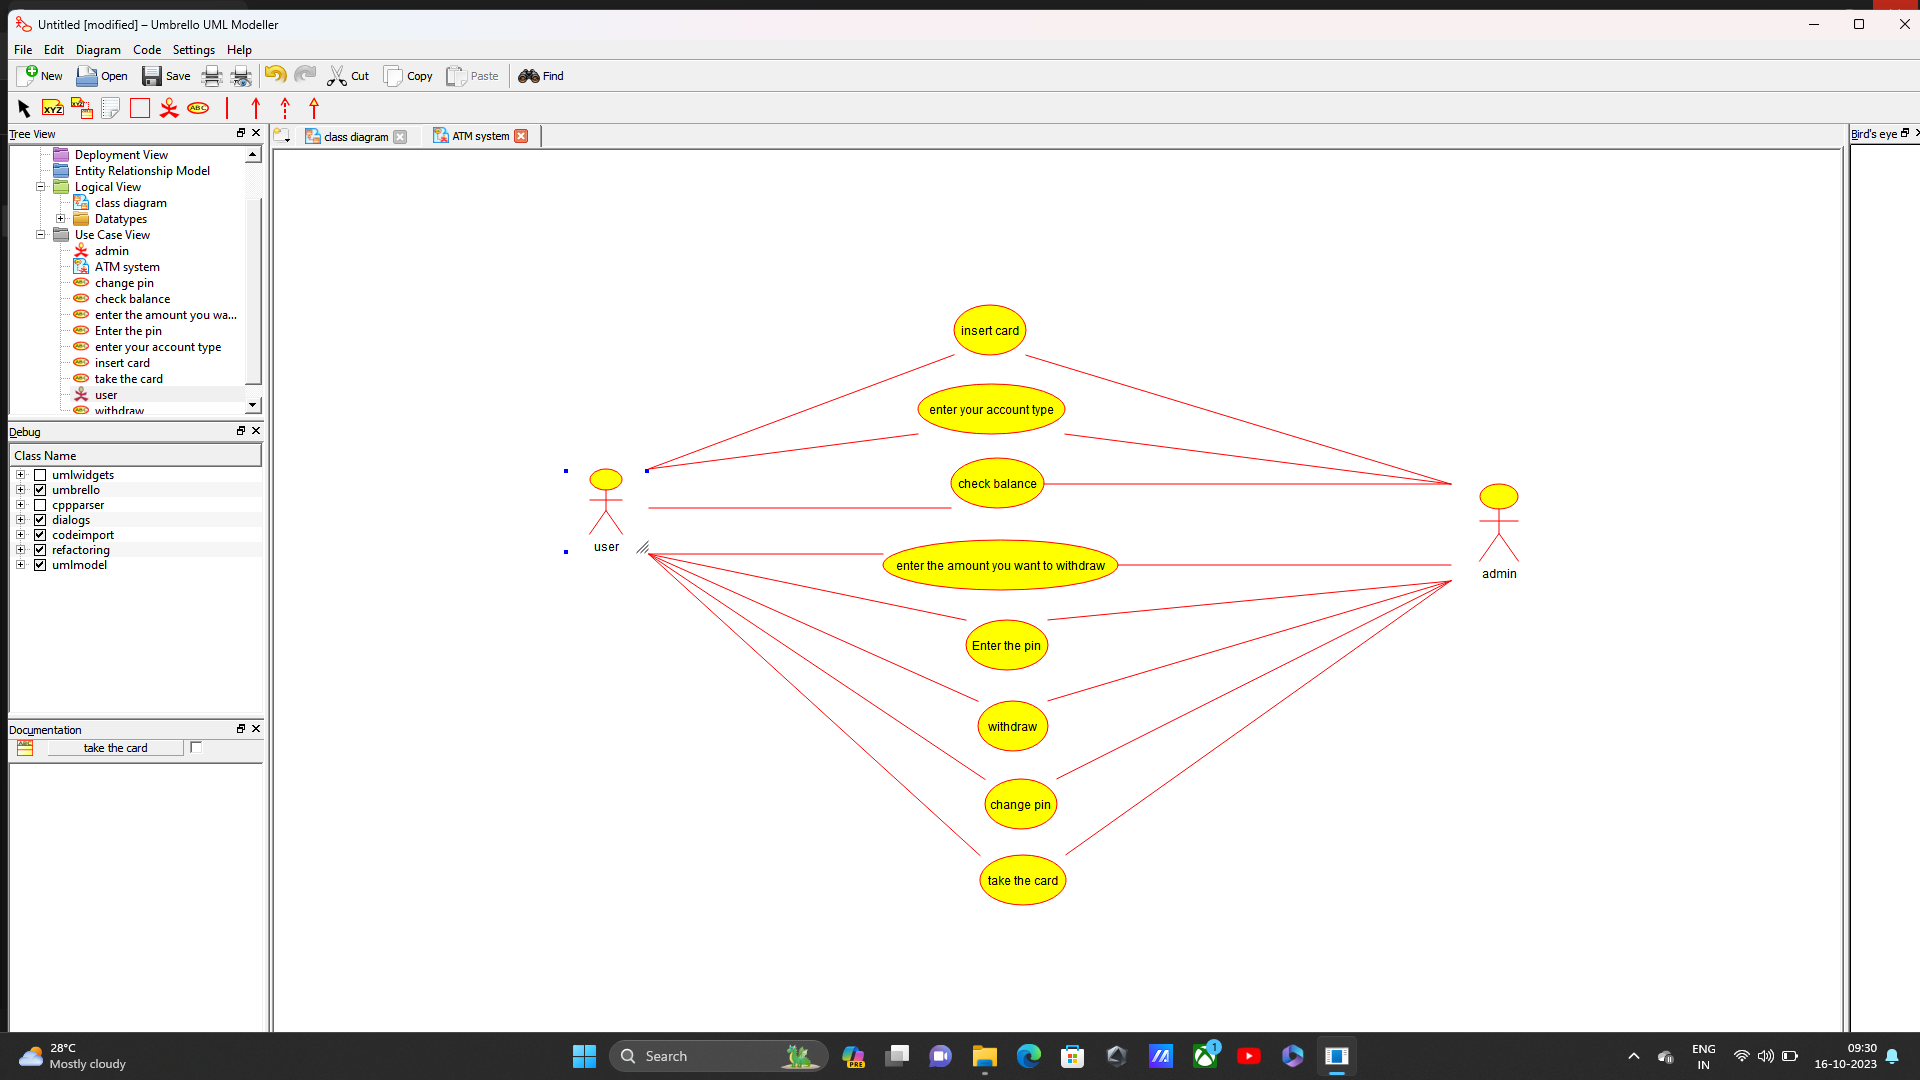 Untitled [modified] – Umbrello UML Modeller
File Edit Diagram Code Settings Help
New Open Save Cut Copy Paste Find
XYZ XYZ ABC
Tree View
class diagram
ATM system
Bird's eye
Deployment View
Entity Relationship Model
Logical View
class diagram
Datatypes
Use Case View
admin
ATM system
change pin
check balance
enter the amount you wa...
Enter the pin
enter your account type
insert card
take the card
user
withdraw
Debug
Class Name
umlwidgets
umbrello
cppparser
dialogs
codeimport
refactoring
umlmodel
Documentation
take the card
insert card
enter your account type
check balance
user
enter the amount you want to withdraw
admin
Enter the pin
withdraw
change pin
take the card
28°C
Mostly cloudy
Search
PRE
1
ENG
IN
09:30
16-10-2023